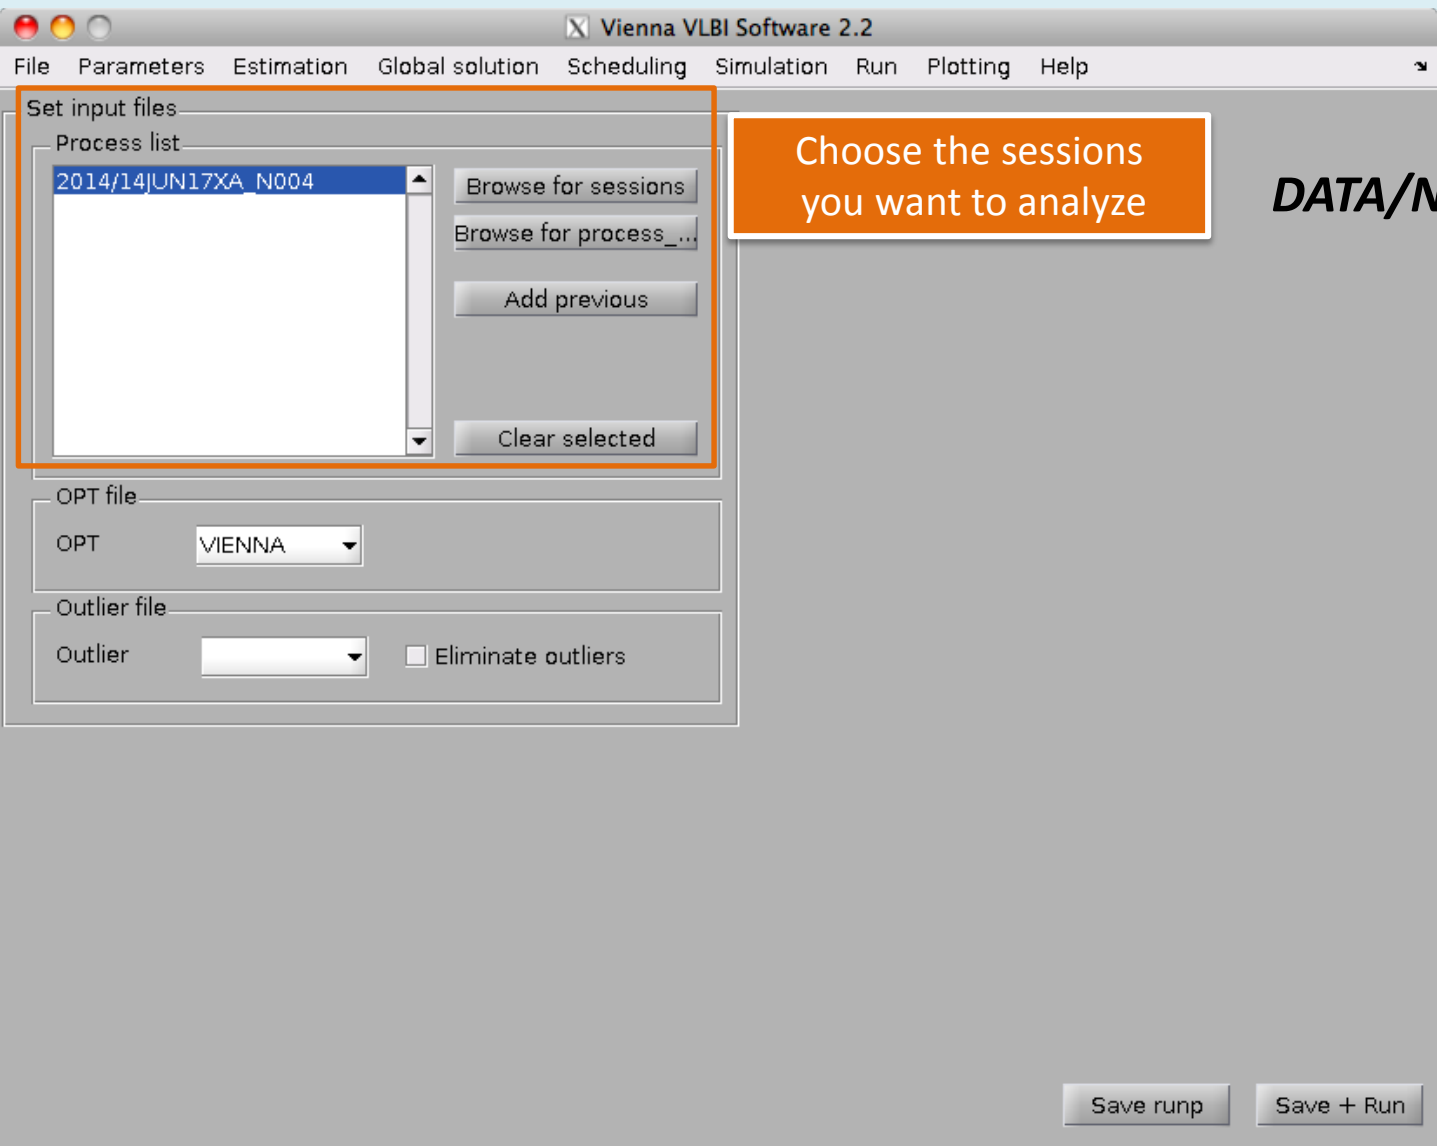 Vienna VLBI Software 2.2
File Parameters Estimation Global solution Scheduling Simulation Run Plotting Help
Set input files
Process list
2014/14JUN17XA_N004
Browse for sessions
Browse for process_...
Add previous
Clear selected
Choose the sessions
you want to analyze
DATA/N
OPT file
OPT VIENNA
Outlier file
Outlier Eliminate outliers
Save runp Save + Run